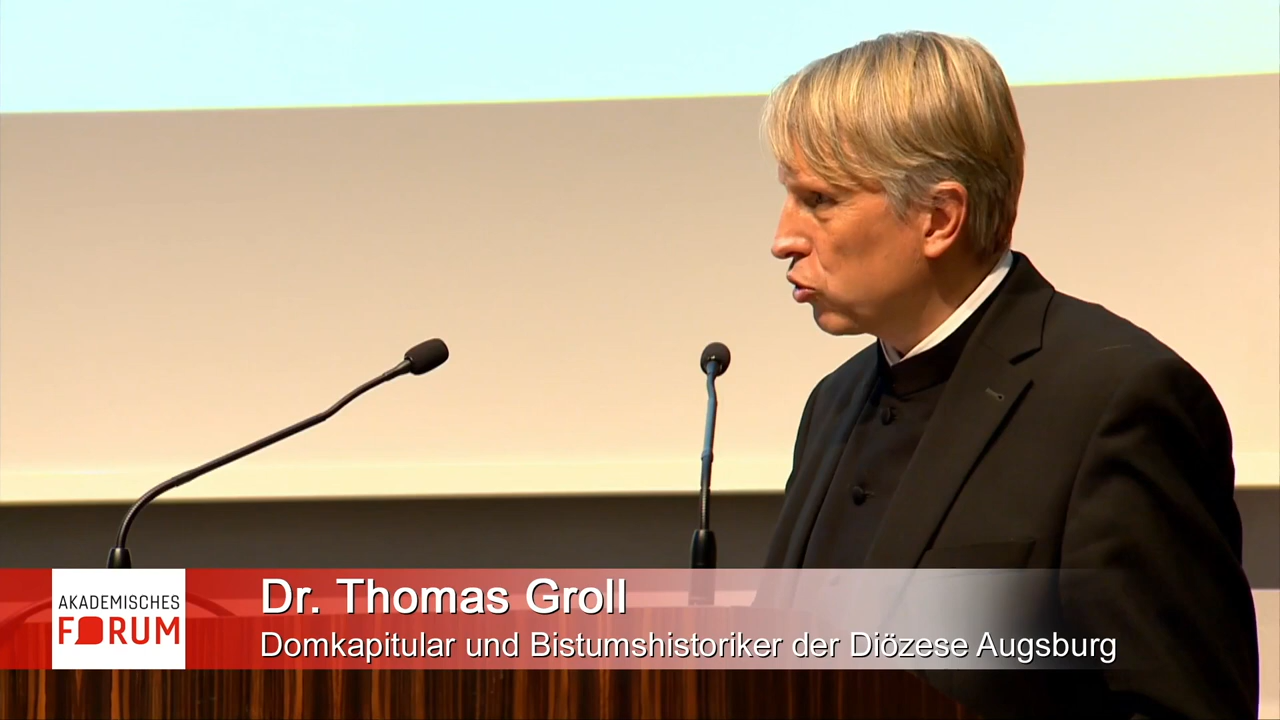 AKADEMISCHES
FORUM
Dr. Thomas Groll
Domkapitular und Bistumshistoriker der Diözese Augsburg